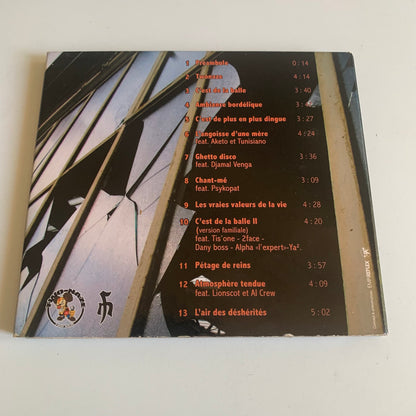 1 Préambule 0:14
2 4:14
3 C'est de la balle 3:40
4 Ambiance bordélique
5 C'est de plus en plus dingue 3:27
6 L'angoisse d'une mère 4:24
feat. Aketo et Tunisiano
7 Ghetto disco 3:36
feat. Djamal Venga
8 Chant-mé 3:09
feat. Psykopat
9 Les vraies valeurs de la vie 4:28
10 C'est de la balle II 4:20
(version familiale)
feat. Tis'one - 2face -
Dany boss - Alpha «l'expert»-Ya².
11 Pétage de reins 3:57
12 Atmosphère tendue 4:09
feat. Lionscot et Al Crew
13 L'air des déshérités 5:02